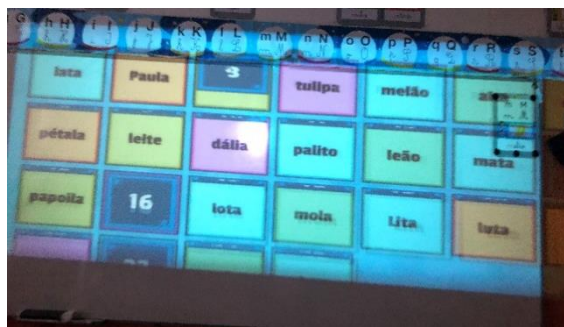 G h H i I j J k K l L m M n N o O p P q Q r R s S
lata Paula 3 tulipa melão
pétala leite dália palito leão mata
papoila 16 lota mola Lita luta